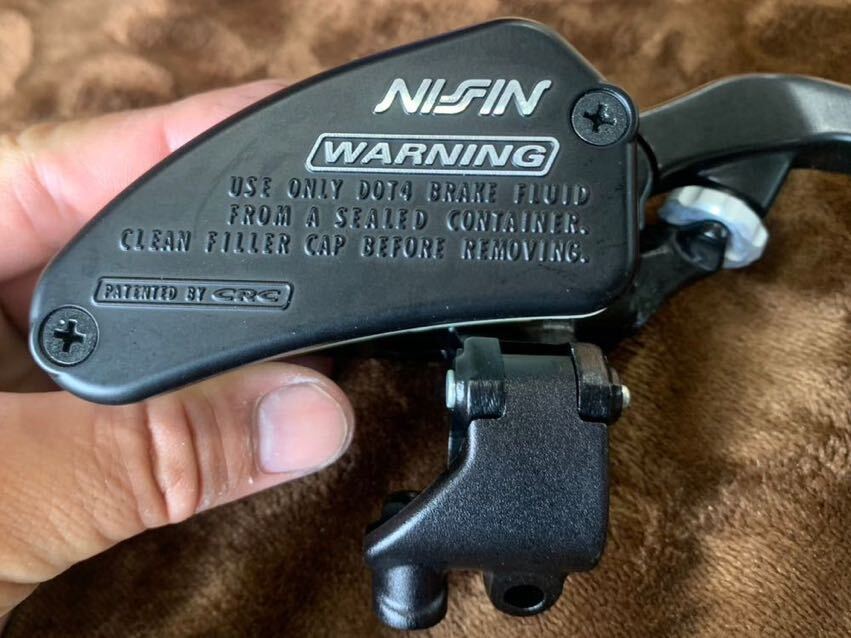 NISSIN
WARNING
USE ONLY DOT4 BRAKE FLUID
FROM A SEALED CONTAINER.
CLEAN FILLER CAP BEFORE REMOVING.
PATENTED BY CRC